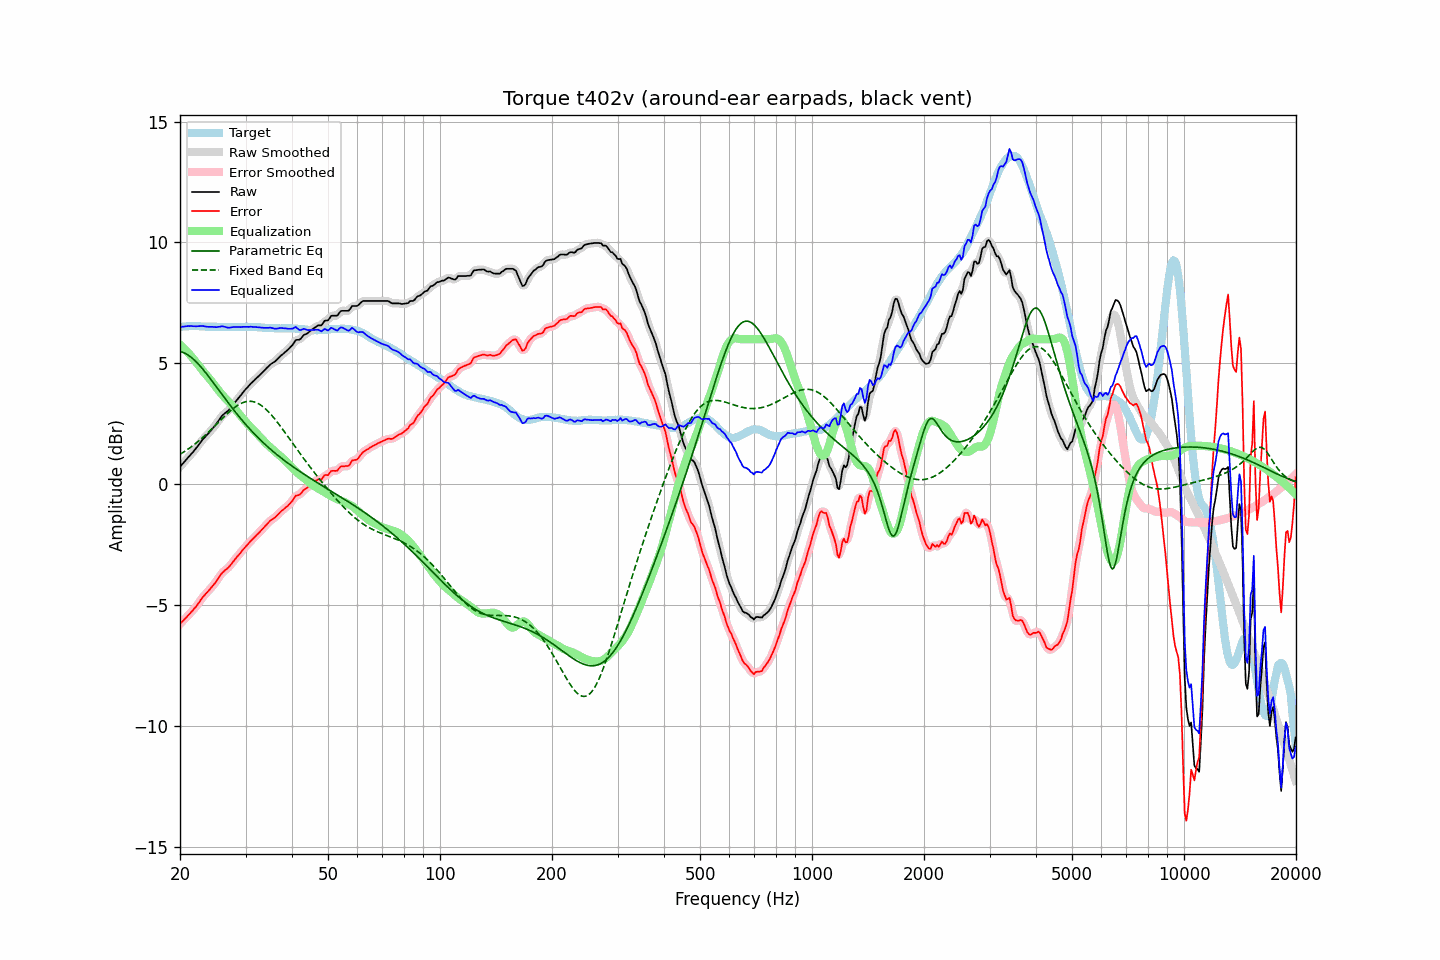 Torque t402v (around-ear earpads, black vent)
Target
Raw Smoothed
Error Smoothed
Raw
Error
Equalization
Parametric Eq
Fixed Band Eq
Equalized
15
10
5
0
−5
−10
−15
Amplitude (dBr)
20 50 100 200 500 1000 2000 5000 10000 20000
Frequency (Hz)